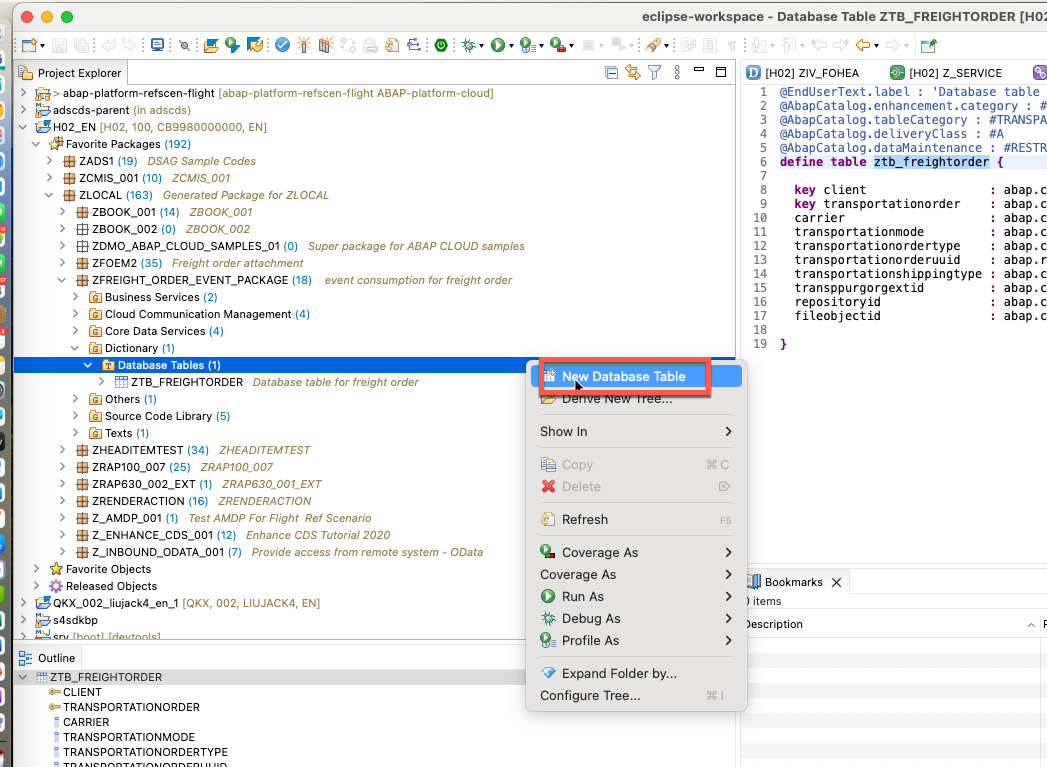 eclipse-workspace - Database Table ZTB_FREIGHTORDER [H02
Project Explorer
> abap-platform-refscen-flight [abap-platform-refscen-flight ABAP-platform-cloud]
adscds-parent (in adscds)
H02_EN [H02, 100, CB9980000000, EN]
Favorite Packages (192)
ZADS1 (19) DSAG Sample Codes
ZCMIS_001 (10) ZCMIS_001
ZLOCAL (163) Generated Package for ZLOCAL
ZBOOK_001 (14) ZBOOK_001
ZBOOK_002 (0) ZBOOK_002
ZDMO_ABAP_CLOUD_SAMPLES_01 (0) Super package for ABAP CLOUD samples
ZFOEM2 (35) Freight order attachment
ZFREIGHT_ORDER_EVENT_PACKAGE (18) event consumption for freight order
Business Services (2)
Cloud Communication Management (4)
Core Data Services (4)
Dictionary (1)
Database Tables (1)
ZTB_FREIGHTORDER Database table for freight order
Others (1)
Source Code Library (5)
Texts (1)
ZHEADITEMTEST (34) ZHEADITEMTEST
ZRAP100_007 (25) ZRAP100_007
ZRAP630_002_EXT (1) ZRAP630_001_EXT
ZRENDERACTION (16) ZRENDERACTION
Z_AMDP_001 (1) Test AMDP For Flight Ref Scenario
Z_ENHANCE_CDS_001 (12) Enhance CDS Tutorial 2020
Z_INBOUND_ODATA_001 (7) Provide access from remote system - OData
Favorite Objects
Released Objects
QKX_002_liujack4_en_1 [QKX, 002, LIUJACK4, EN]
s4sdkbp
srv [boot] [devtools]
New Database Table
Derive New Tree...
Show In
Copy ⌘ C
Delete
Refresh F5
Coverage As
Coverage As
Run As
Debug As
Profile As
Expand Folder by...
Configure Tree... ⌘ I
[H02] ZIV_FOHEA
[H02] Z_SERVICE
1 @EndUserText.label : 'Database table
2 @AbapCatalog.enhancement.category : #
3 @AbapCatalog.tableCategory : #TRANSPA
4 @AbapCatalog.deliveryClass : #A
5 @AbapCatalog.dataMaintenance : #RESTR
6 define table ztb_freightorder {
7
8 key client : abap.c
9 key transportationorder : abap.c
10 carrier : abap.c
11 transportationmode : abap.c
12 transportationordertype : abap.c
13 transportationorderuuid : abap.r
14 transportationshippingtype : abap.c
15 transppurgorgextid : abap.c
16 repositoryid : abap.c
17 fileobjectid : abap.c
18
19 }
Bookmarks
0 items
Description
Outline
ZTB_FREIGHTORDER
CLIENT
TRANSPORTATIONORDER
CARRIER
TRANSPORTATIONMODE
TRANSPORTATIONORDERTYPE
TRANSPORTATIONORDERUUID